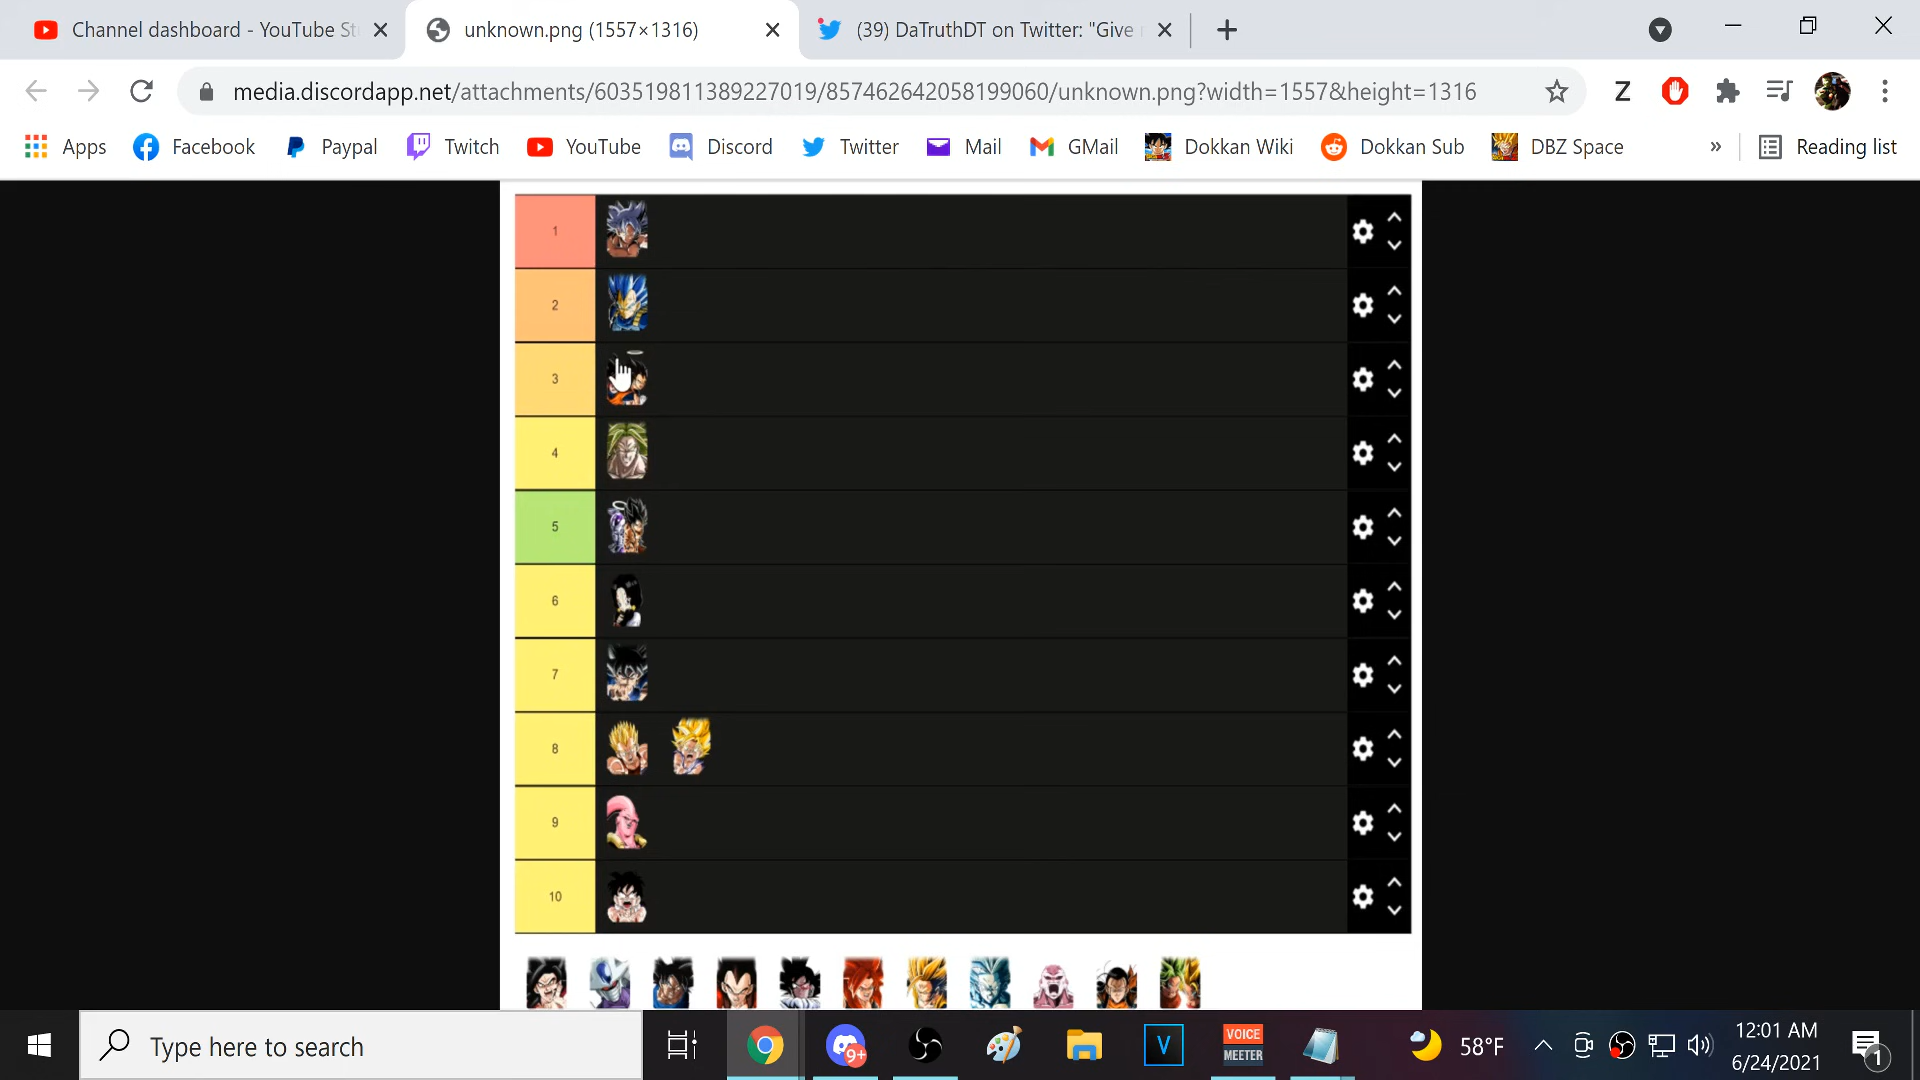 Channel dashboard - YouTube St
unknown.png (1557×1316)
(39) DaTruthDT on Twitter: "Give
media.discordapp.net/attachments/603519811389227019/857462642058199060/unknown.png?width=1557&height=1316
Z
Apps
Facebook
Paypal
Twitch
YouTube
Discord
Twitter
Mail
GMail
Dokkan Wiki
Dokkan Sub
DBZ Space
»
Reading list
1
2
3
4
5
6
7
8
9
10
Type here to search
9+
V
VOICE
MEETER
58°F
12:01 AM
6/24/2021
1